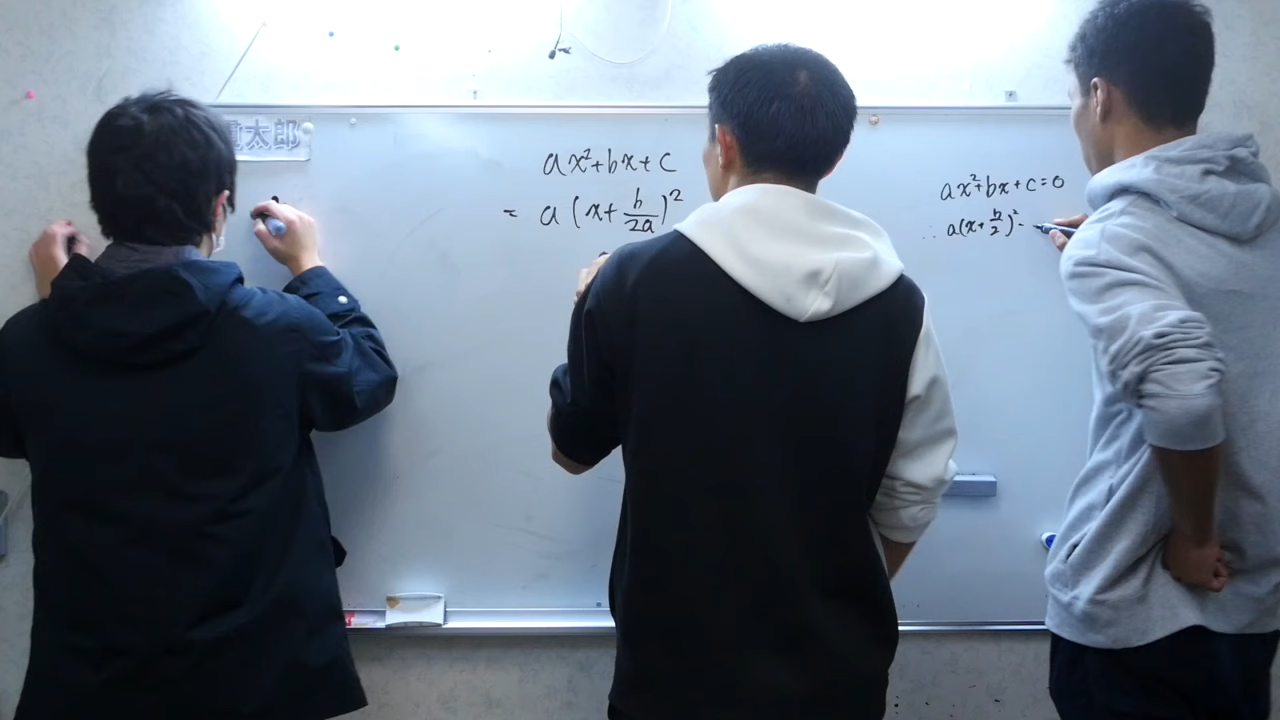 太郎
ax²+bx+c
= a(x+b/2a)²
ax²+bx+c=0
∴ a(x+b/2)²-